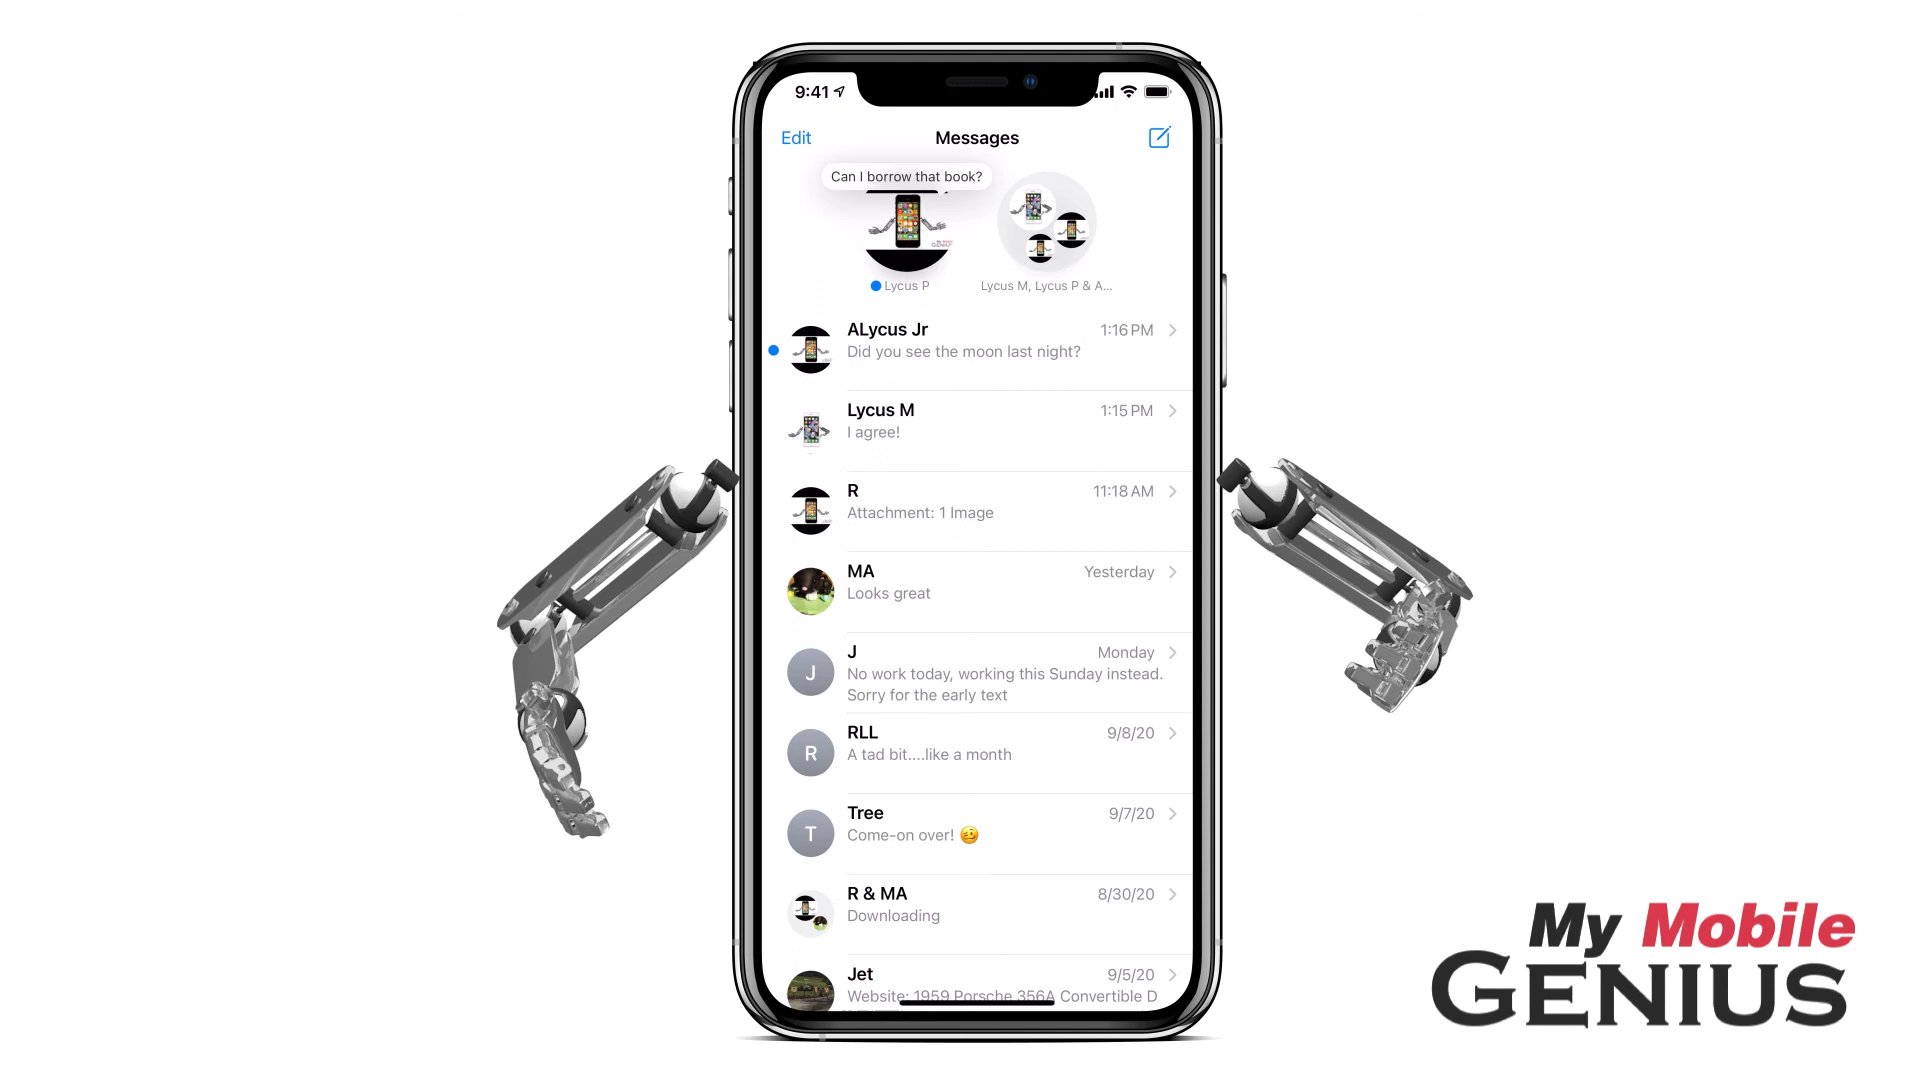 9:41
Edit
Messages
Can I borrow that book?
Lycus P
Lycus M, Lycus P & A...
ALycus Jr
1:16 PM
Did you see the moon last night?
Lycus M
1:15 PM
I agree!
R
11:18 AM
Attachment: 1 Image
MA
Yesterday
Looks great
J
J
Monday
No work today, working this Sunday instead.
Sorry for the early text
R
RLL
9/8/20
A tad bit....like a month
T
Tree
9/7/20
Come-on over! 🥴
R & MA
8/30/20
Downloading
Jet
9/5/20
Website: 1959 Porsche 356A Convertible D
My Mobile
GENIUS